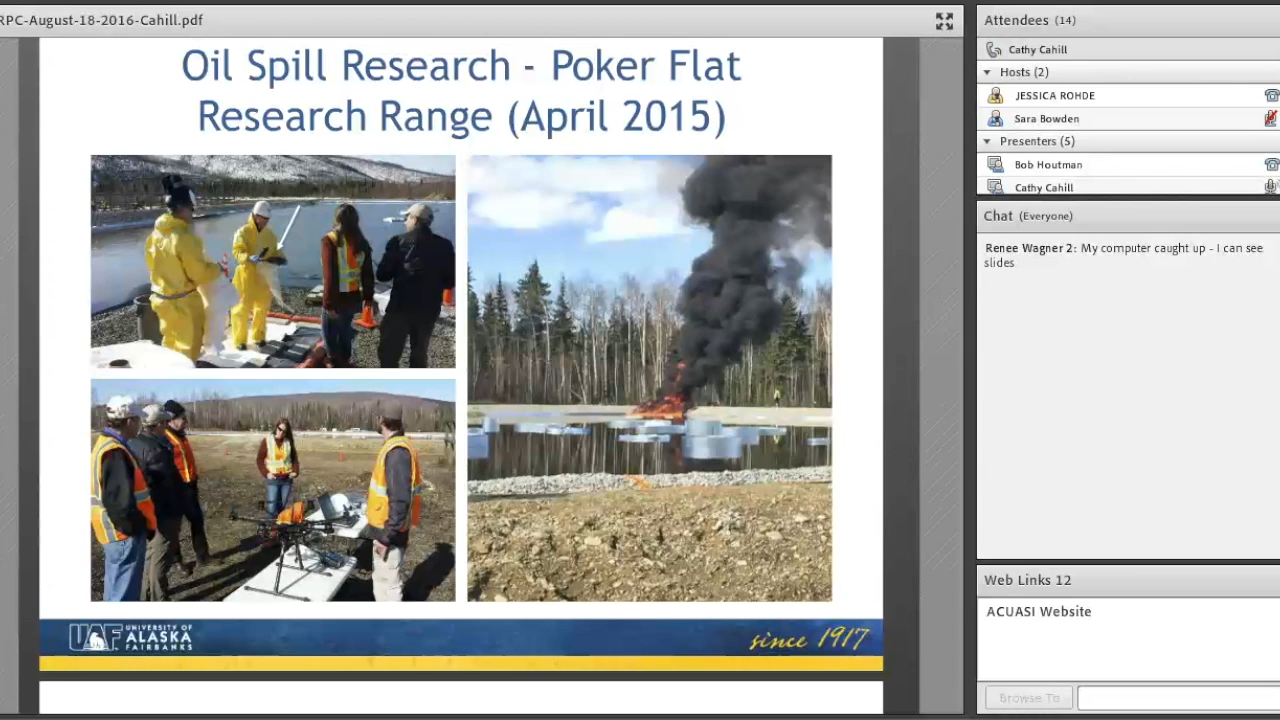 RPC-August-18-2016-Cahill.pdf
Oil Spill Research - Poker Flat
Research Range (April 2015)
UAF
UNIVERSITY OF
ALASKA
FAIRBANKS
since 1917
Attendees (14)
Cathy Cahill
Hosts (2)
JESSICA ROHDE
Sara Bowden
Presenters (5)
Bob Houtman
Cathy Cahill
Chat (Everyone)
Renee Wagner 2: My computer caught up - I can see
slides
Web Links 12
ACUASI Website
Browse To